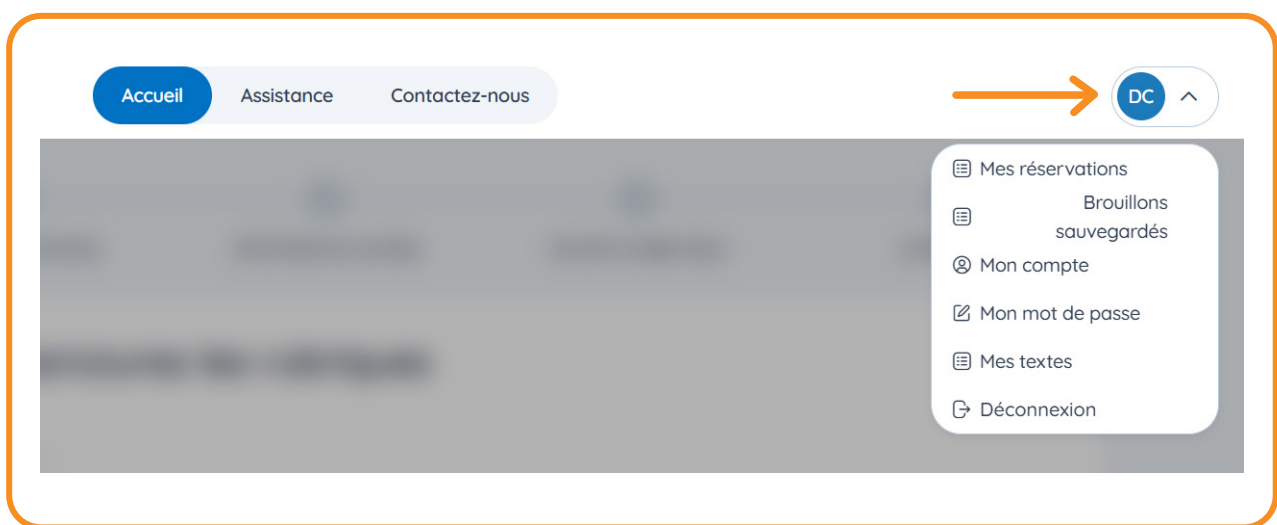 Accueil Assistance Contactez-nous DC
Mes réservations
Brouillons
sauvegardés
Mon compte
Mon mot de passe
Mes textes
Déconnexion